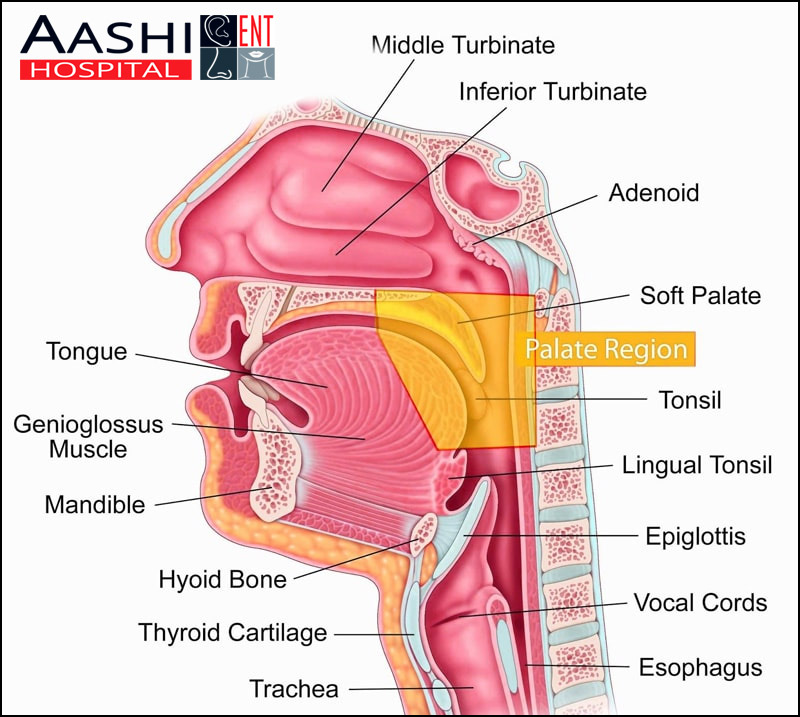 AASHI ENT
HOSPITAL
Middle Turbinate
Inferior Turbinate
Adenoid
Soft Palate
Palate Region
Tongue
Tonsil
Genioglossus
Muscle
Lingual Tonsil
Mandible
Epiglottis
Hyoid Bone
Vocal Cords
Thyroid Cartilage
Esophagus
Trachea